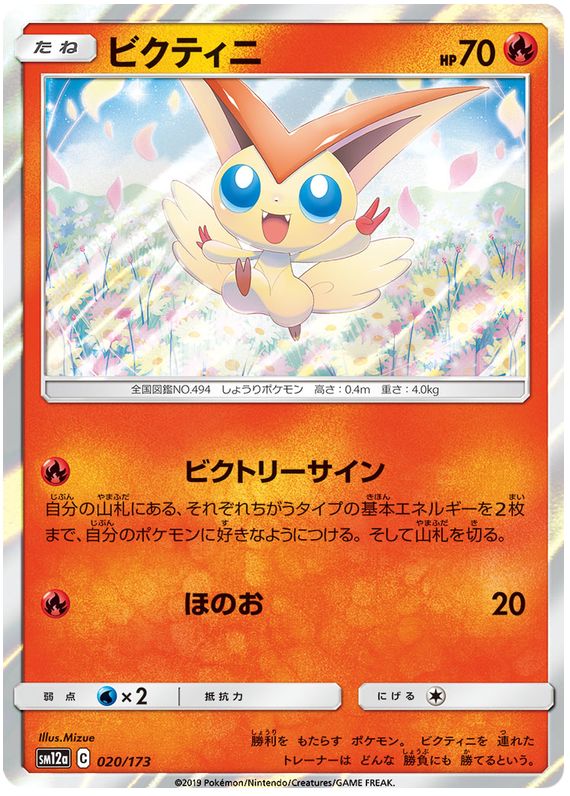 たね ビクティニ HP 70
全国図鑑NO.494 しょうりポケモン 高さ：0.4m 重さ：4.0kg
ビクトリーサイン
自分の山札にある、それぞれちがうタイプの基本エネルギーを2枚
まで、自分のポケモンに好きなようにつける。そして山札を切る。
ほのお 20
弱点 ×2 抵抗力 にげる
Illus.Mizue
sm12a C 020/173
勝利を もたらす ポケモン。 ビクティニを 連れた
トレーナーは どんな 勝負にも 勝てるという。
©2019 Pokémon/Nintendo/Creatures/GAME FREAK.